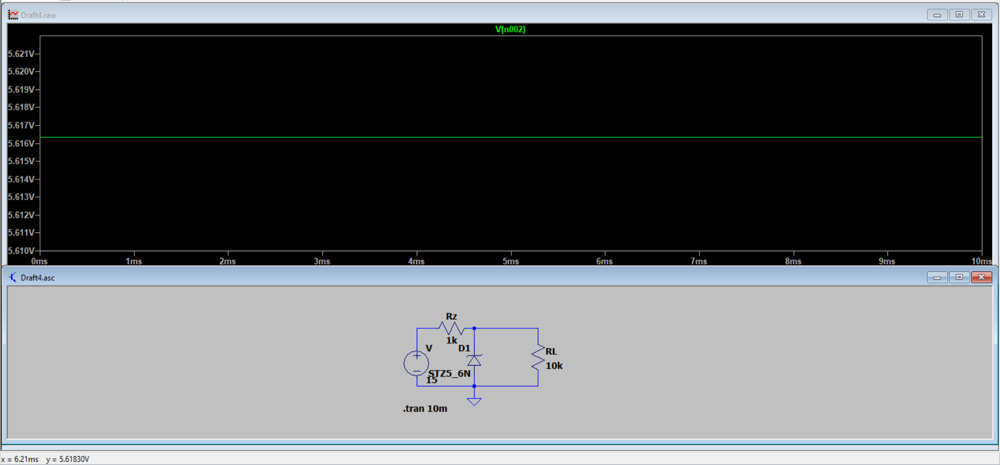 Draft4.raw
V(n002)
5.621V
5.620V
5.619V
5.618V
5.617V
5.616V
5.615V
5.614V
5.613V
5.612V
5.611V
5.610V
0ms 1ms 2ms 3ms 4ms 5ms 6ms 7ms 8ms 9ms 10ms
Draft4.asc
Rz
1k
V
D1
RL
10k
STZ5_6N
15
.tran 10m
x = 6.21ms y = 5.61830V